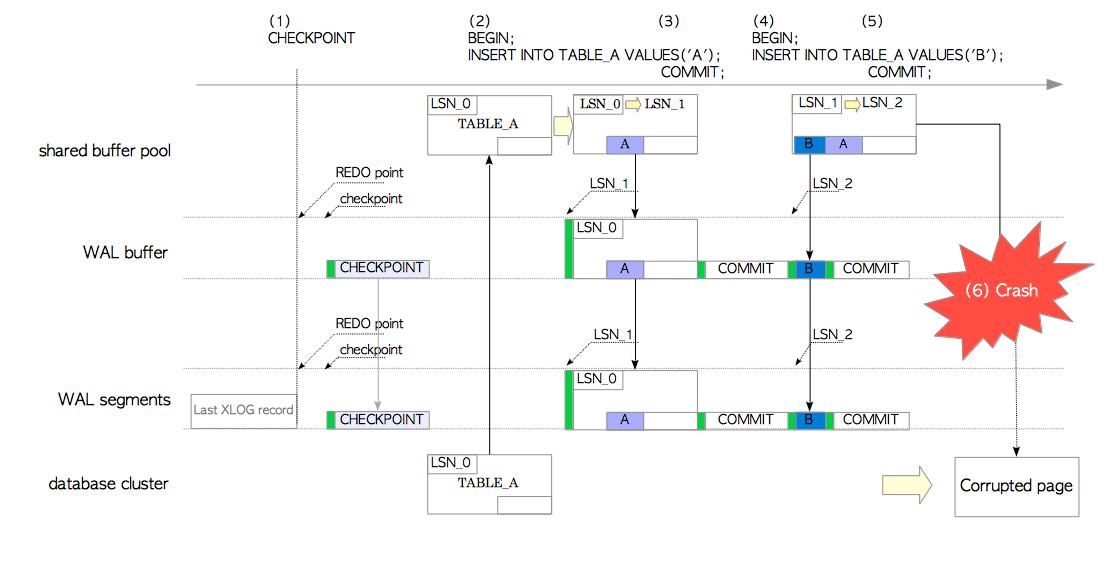 (1)
CHECKPOINT
(2)
BEGIN;
INSERT INTO TABLE_A VALUES('A');
(3)
COMMIT;
(4)
BEGIN;
INSERT INTO TABLE_A VALUES('B');
(5)
COMMIT;
shared buffer pool
LSN_0
TABLE_A
LSN_0 LSN_1
A
LSN_1 LSN_2
B A
REDO point
checkpoint
LSN_1
LSN_2
WAL buffer
CHECKPOINT
LSN_0
A
COMMIT
B
COMMIT
(6) Crash
REDO point
checkpoint
LSN_1
LSN_2
WAL segments
Last XLOG record
CHECKPOINT
LSN_0
A
COMMIT
B
COMMIT
database cluster
LSN_0
TABLE_A
Corrupted page